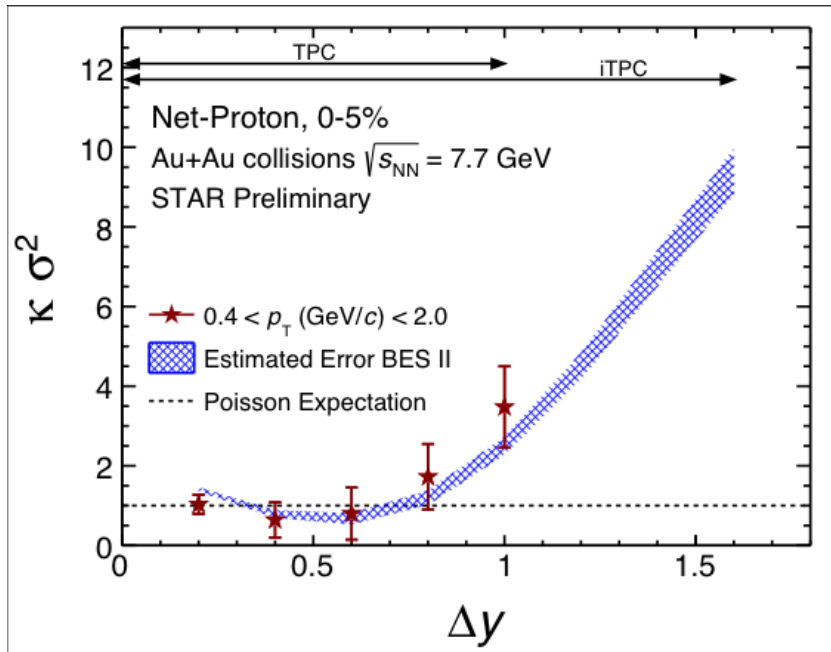 TPC
iTPC
Net-Proton, 0-5%
Au+Au collisions √s_NN = 7.7 GeV
STAR Preliminary
0.4 < p_T (GeV/c) < 2.0
Estimated Error BES II
Poisson Expectation
κ σ²
12
10
8
6
4
2
0
0 0.5 1 1.5
Δy